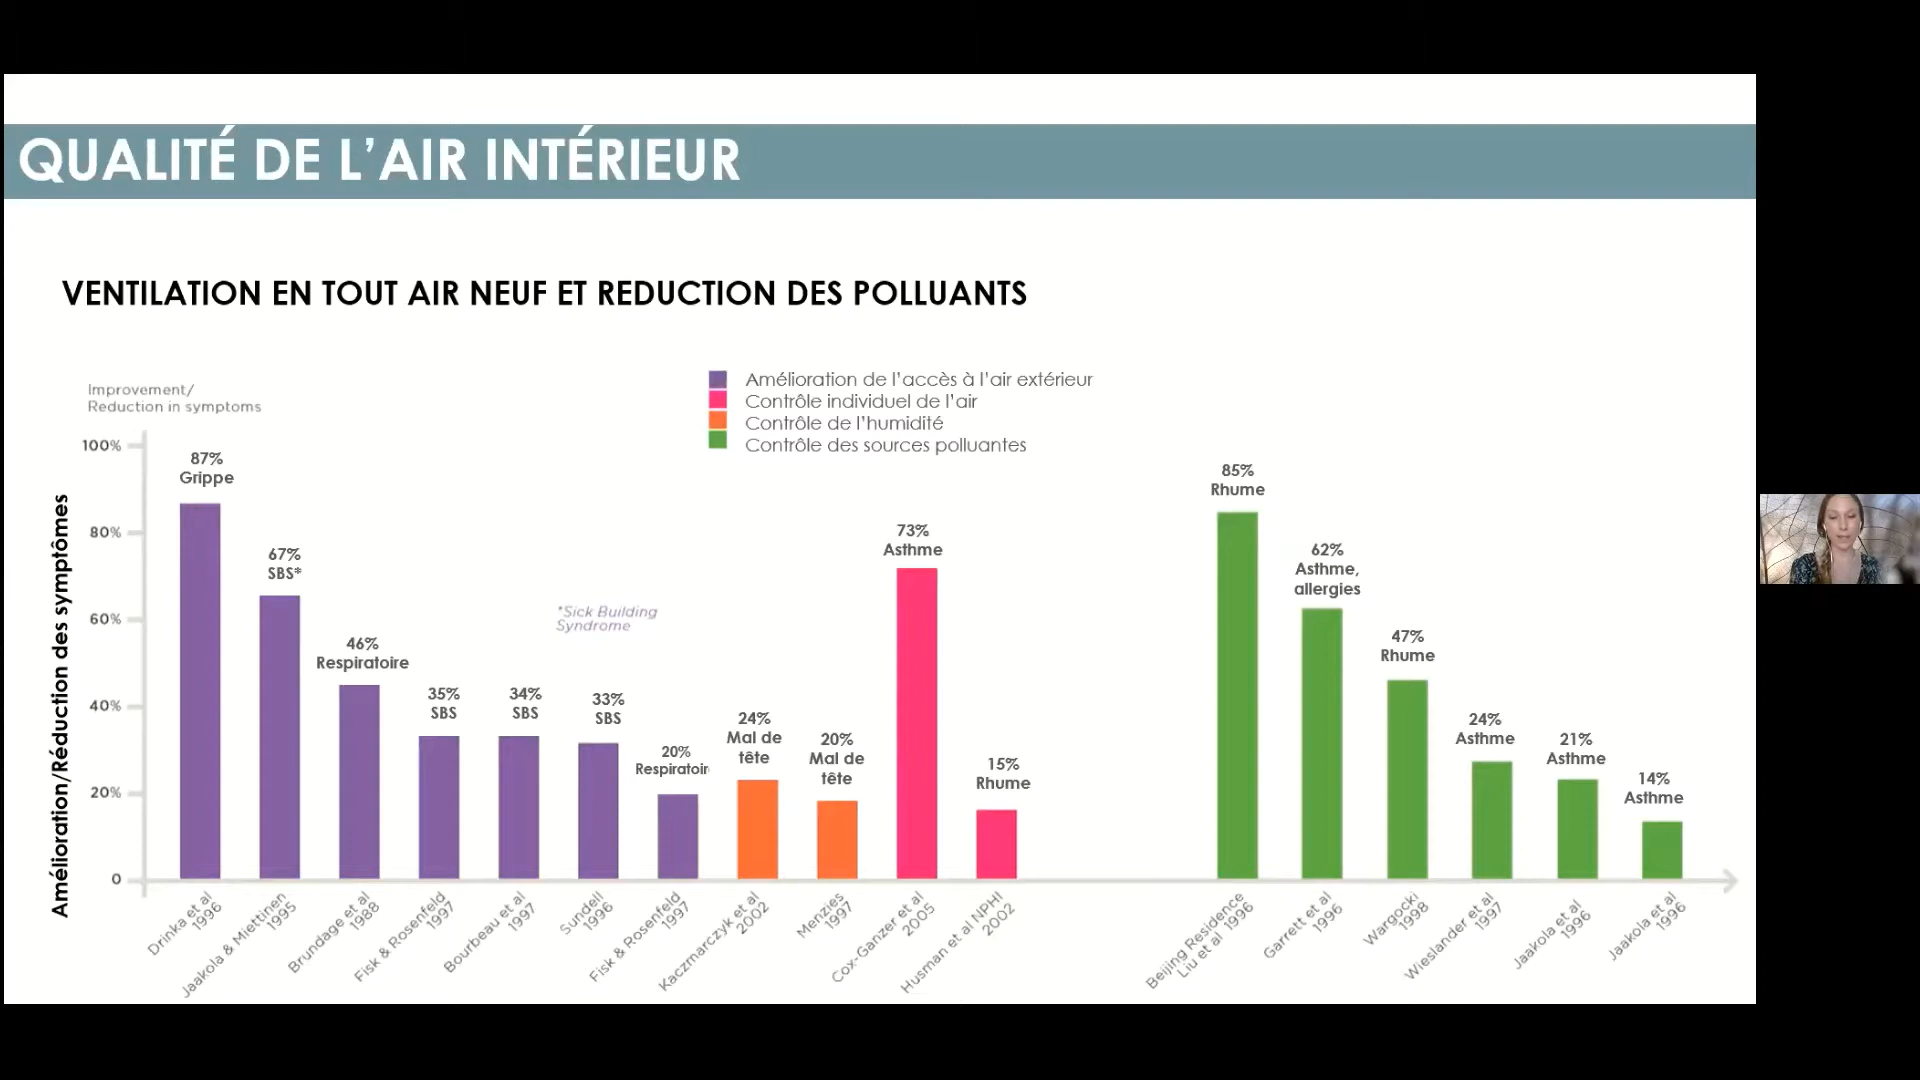 QUALITÉ DE L'AIR INTÉRIEUR
VENTILATION EN TOUT AIR NEUF ET REDUCTION DES POLLUANTS
Improvement/
Reduction in symptoms
Amélioration/Réduction des symptômes
100%
80%
60%
40%
20%
0
Amélioration de l'accès à l'air extérieur
Contrôle individuel de l'air
Contrôle de l'humidité
Contrôle des sources polluantes
87%
Grippe
67%
SBS*
46%
Respiratoire
35%
SBS
34%
SBS
33%
SBS
*Sick Building
Syndrome
20%
Respiratoir
24%
Mal de
tête
20%
Mal de
tête
73%
Asthme
15%
Rhume
85%
Rhume
62%
Asthme,
allergies
47%
Rhume
24%
Asthme
21%
Asthme
14%
Asthme
Drinka et al
1996
Jaakola & Miettinen
1995
Brundage et al
1988
Fisk & Rosenfeld
1997
Bourbeau et al
1997
Sundell
1996
Fisk & Rosenfeld
1997
Kaczmarczyk et al
2002
Menzies
1997
Cox-Ganzer et al
2005
Husman et al NPHI
2002
Beijing Residence
Liu et al 1996
Garrett et al
1996
Wargocki
1998
Wieslander et al
1997
Jaakola et al
1996
Jaakola et al
1996